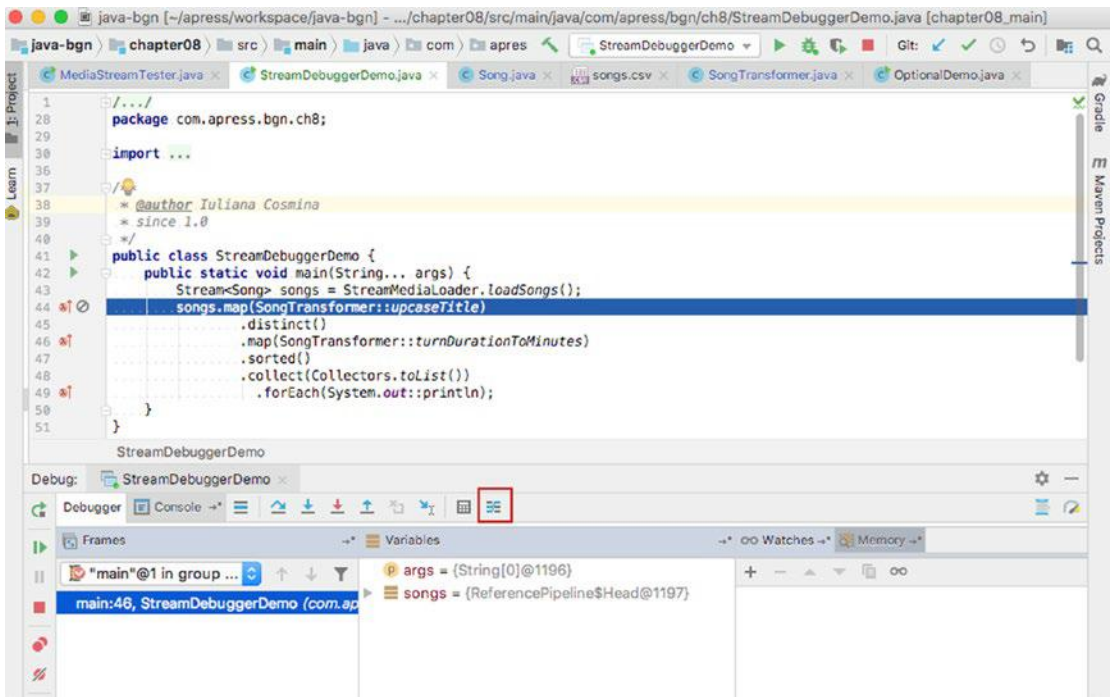 java-bgn [~/apress/workspace/java-bgn] - .../chapter08/src/main/java/com/apress/bgn/ch8/StreamDebuggerDemo.java [chapter08_main]
java-bgn chapter08 src main java com apres StreamDebuggerDemo Git:
MediaStreamTester.java StreamDebuggerDemo.java Song.java songs.csv SongTransformer.java OptionalDemo.java
1: Project
Learn
Gradle
Maven Projects
1 /.../
28 package com.apress.bgn.ch8;
29
30 import ...
36
37 /
38 * @author Iuliana Cosmina
39 * since 1.0
40 */
41 public class StreamDebuggerDemo {
42 public static void main(String... args) {
43 Stream<Song> songs = StreamMediaLoader.loadSongs();
44 songs.map(SongTransformer::upcaseTitle)
45 .distinct()
46 .map(SongTransformer::turnDurationToMinutes)
47 .sorted()
48 .collect(Collectors.toList())
49 .forEach(System.out::println);
50 }
51 }
StreamDebuggerDemo
Debug: StreamDebuggerDemo
Debugger Console
Frames Variables Watches Memory
"main"@1 in group ... args = {String[0]@1196}
main:46, StreamDebuggerDemo (com.ap songs = {ReferencePipeline$Head@1197}